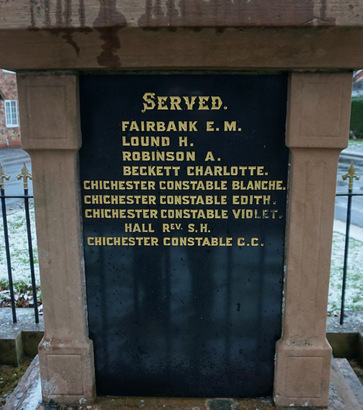 SERVED.
FAIRBANK E. M.
LOUND H.
ROBINSON A.
BECKETT CHARLOTTE.
CHICHESTER CONSTABLE BLANCHE.
CHICHESTER CONSTABLE EDITH.
CHICHESTER CONSTABLE VIOLET.
HALL REV. S. H.
CHICHESTER CONSTABLE C. C.